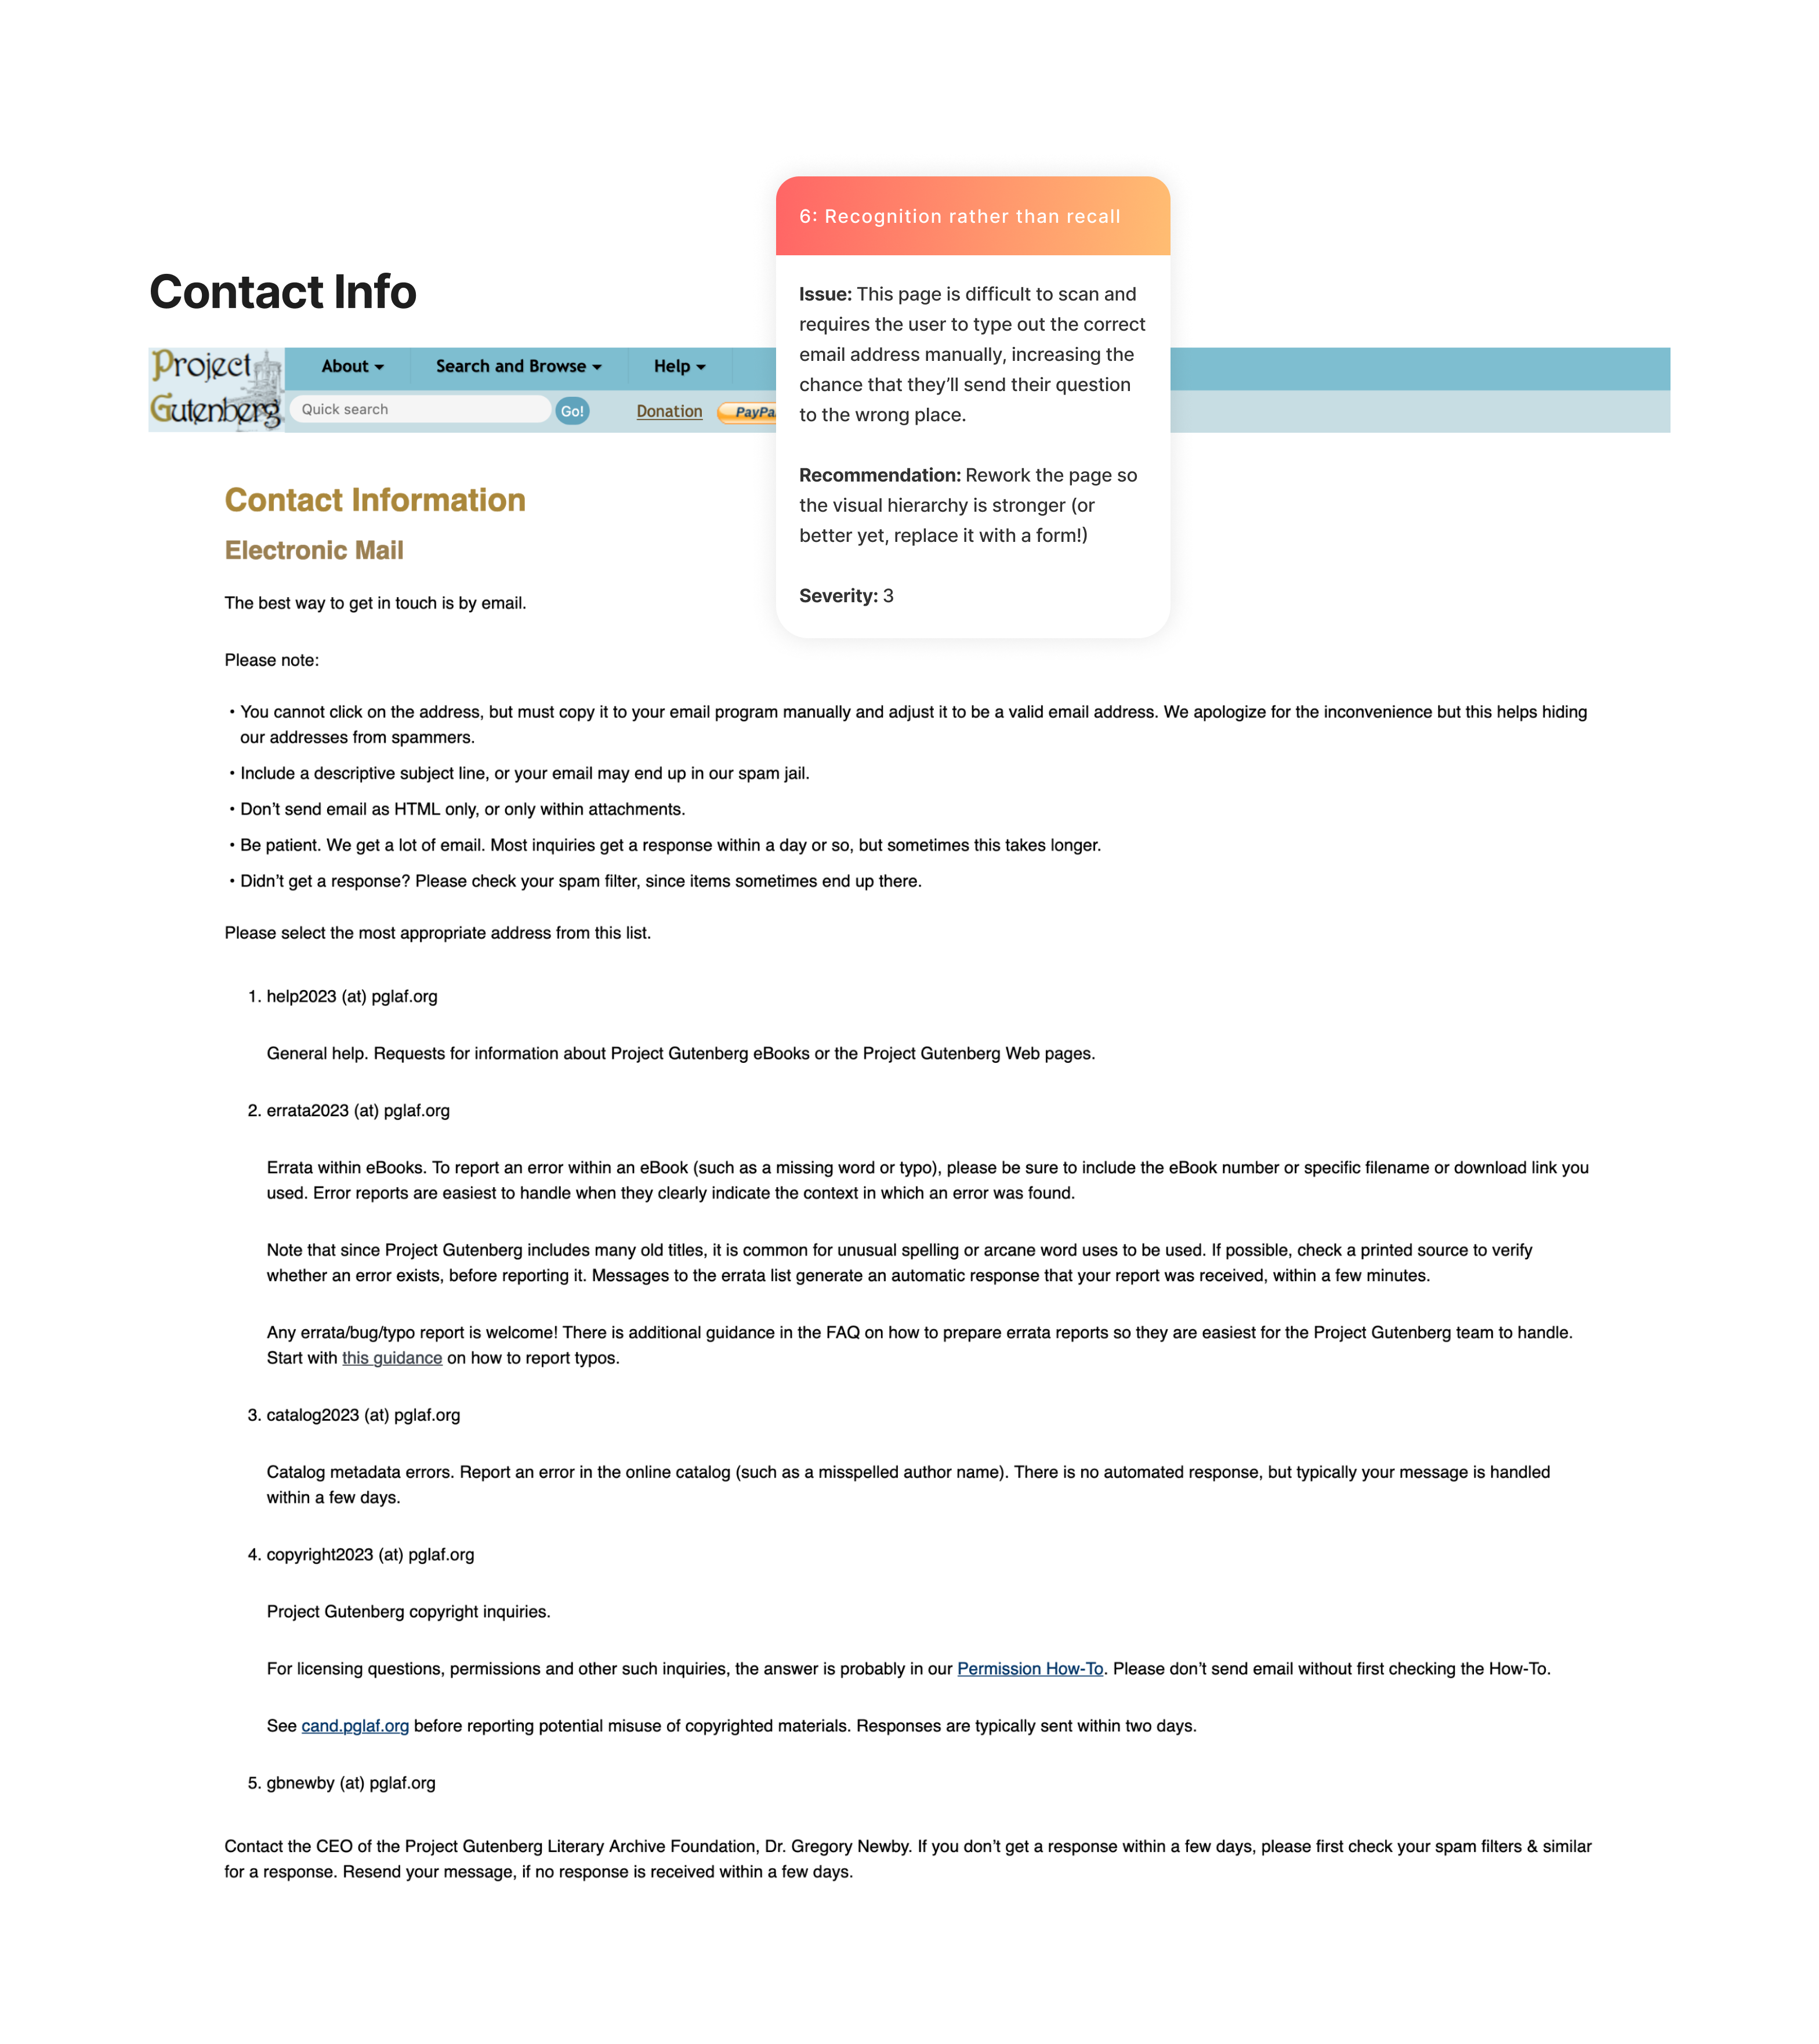 6: Recognition rather than recall
Issue: This page is difficult to scan and
requires the user to type out the correct
email address manually, increasing the
chance that they’ll send their question
to the wrong place.
Recommendation: Rework the page so
the visual hierarchy is stronger (or
better yet, replace it with a form!)
Severity: 3
Contact Info
Project
Gutenberg
About
Search and Browse
Help
Quick search
Go!
Donation
Contact Information
Electronic Mail
The best way to get in touch is by email.
Please note:
• You cannot click on the address, but must copy it to your email program manually and adjust it to be a valid email address. We apologize for the inconvenience but this helps hiding
our addresses from spammers.
• Include a descriptive subject line, or your email may end up in our spam jail.
• Don’t send email as HTML only, or only within attachments.
• Be patient. We get a lot of email. Most inquiries get a response within a day or so, but sometimes this takes longer.
• Didn’t get a response? Please check your spam filter, since items sometimes end up there.
Please select the most appropriate address from this list.
1. help2023 (at) pglaf.org
General help. Requests for information about Project Gutenberg eBooks or the Project Gutenberg Web pages.
2. errata2023 (at) pglaf.org
Errata within eBooks. To report an error within an eBook (such as a missing word or typo), please be sure to include the eBook number or specific filename or download link you
used. Error reports are easiest to handle when they clearly indicate the context in which an error was found.
Note that since Project Gutenberg includes many old titles, it is common for unusual spelling or arcane word uses to be used. If possible, check a printed source to verify
whether an error exists, before reporting it. Messages to the errata list generate an automatic response that your report was received, within a few minutes.
Any errata/bug/typo report is welcome! There is additional guidance in the FAQ on how to prepare errata reports so they are easiest for the Project Gutenberg team to handle.
Start with this guidance on how to report typos.
3. catalog2023 (at) pglaf.org
Catalog metadata errors. Report an error in the online catalog (such as a misspelled author name). There is no automated response, but typically your message is handled
within a few days.
4. copyright2023 (at) pglaf.org
Project Gutenberg copyright inquiries.
For licensing questions, permissions and other such inquiries, the answer is probably in our Permission How-To. Please don’t send email without first checking the How-To.
See cand.pglaf.org before reporting potential misuse of copyrighted materials. Responses are typically sent within two days.
5. gbnewby (at) pglaf.org
Contact the CEO of the Project Gutenberg Literary Archive Foundation, Dr. Gregory Newby. If you don’t get a response within a few days, please first check your spam filters & similar
for a response. Resend your message, if no response is received within a few days.